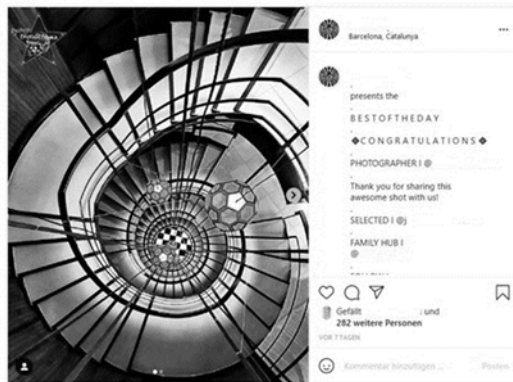 Barcelona, Catalunya
presents the
BESTOFTHEDAY
❖CONGRATULATIONS❖
PHOTOGRAPHER I @
Thank you for sharing this
awesome shot with us!
SELECTED I @j
FAMILY HUB I
@
Gefällt und
282 weitere Personen
VOR 7 TAGEN
Kommentar hinzufügen ...
Posten